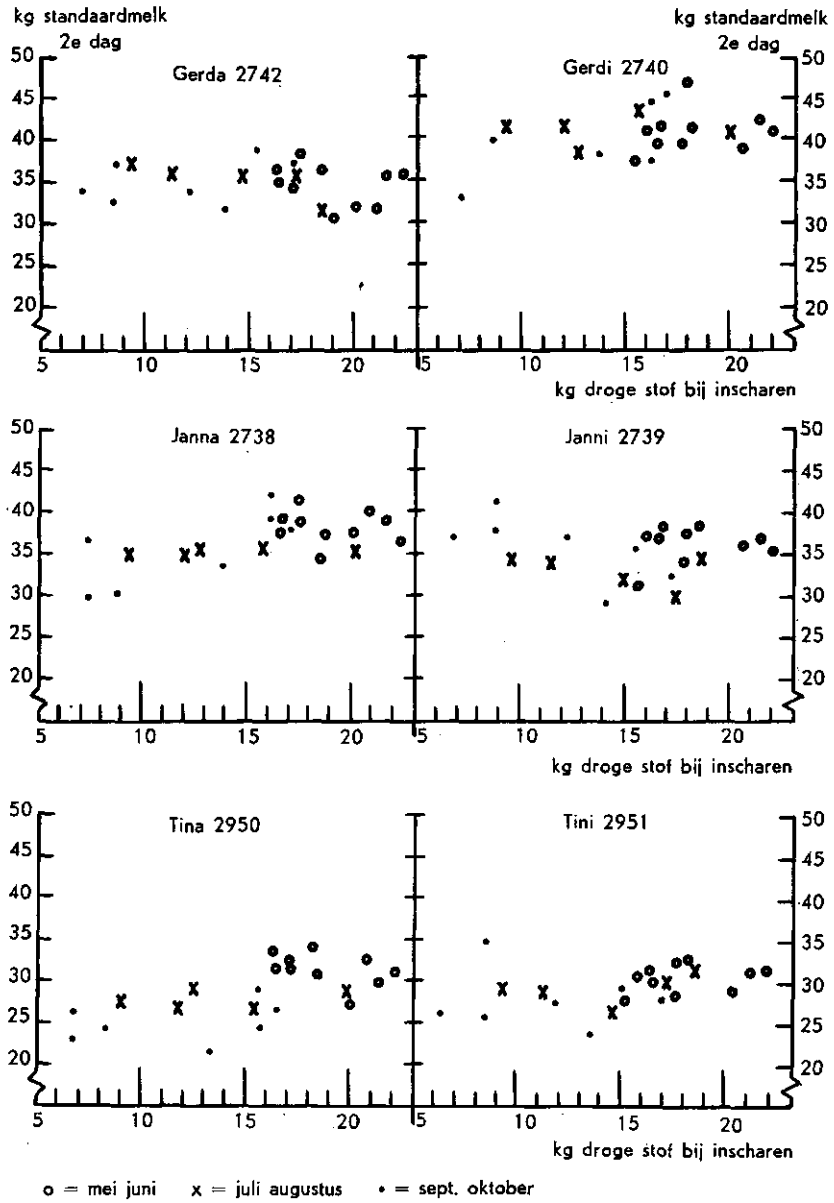 kg standaardmelk
2e dag
kg standaardmelk
2e dag
Gerda 2742
Gerdi 2740
50
45
40
35
30
25
20
50
45
40
35
30
25
20
5 10 15 20 5 10 15 20
kg droge stof bij inscharen
Janna 2738
Janni 2739
50
45
40
35
30
25
20
50
45
40
35
30
25
20
5 10 15 20 5 10 15 20
kg droge stof bij inscharen
Tina 2950
Tini 2951
50
45
40
35
30
25
20
50
45
40
35
30
25
20
5 10 15 20 5 10 15 20
kg droge stof bij inscharen
o = mei juni x = juli augustus • = sept. oktober